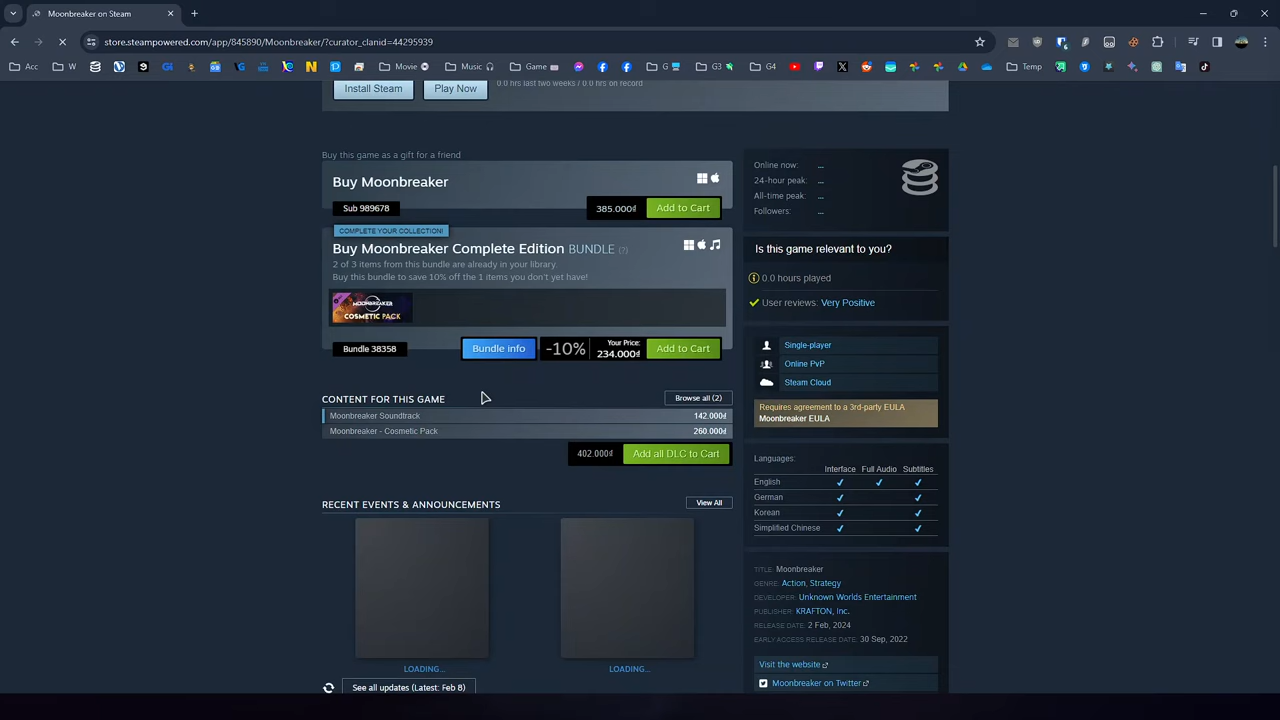 Moonbreaker on Steam
store.steampowered.com/app/845890/Moonbreaker/?curator_clanid=44295939
Acc
W
Movie
Music
Game
G
G3
G4
Temp
Install Steam
Play Now
0.0 hrs last two weeks / 0.0 hrs on record
Buy this game as a gift for a friend
Buy Moonbreaker
Sub 989678
385.000₫
Add to Cart
COMPLETE YOUR COLLECTION!
Buy Moonbreaker Complete Edition BUNDLE (?)
2 of 3 items from this bundle are already in your library.
Buy this bundle to save 10% off the 1 items you don't yet have!
MOONBREAKER
COSMETIC PACK
Bundle 38358
Bundle info
-10%
Your Price:
234.000₫
Add to Cart
CONTENT FOR THIS GAME
Browse all (2)
Moonbreaker Soundtrack
142.000₫
Moonbreaker - Cosmetic Pack
260.000₫
402.000₫
Add all DLC to Cart
RECENT EVENTS & ANNOUNCEMENTS
View All
LOADING...
LOADING...
See all updates (Latest: Feb 8)
Online now: ...
24-hour peak: ...
All-time peak: ...
Followers: ...
Is this game relevant to you?
0.0 hours played
User reviews: Very Positive
Single-player
Online PvP
Steam Cloud
Requires agreement to a 3rd-party EULA
Moonbreaker EULA
Languages:
Interface Full Audio Subtitles
English ✔ ✔ ✔
German ✔ ✔
Korean ✔ ✔
Simplified Chinese ✔ ✔
TITLE: Moonbreaker
GENRE: Action, Strategy
DEVELOPER: Unknown Worlds Entertainment
PUBLISHER: KRAFTON, Inc.
RELEASE DATE: 2 Feb, 2024
EARLY ACCESS RELEASE DATE: 30 Sep, 2022
Visit the website
Moonbreaker on Twitter